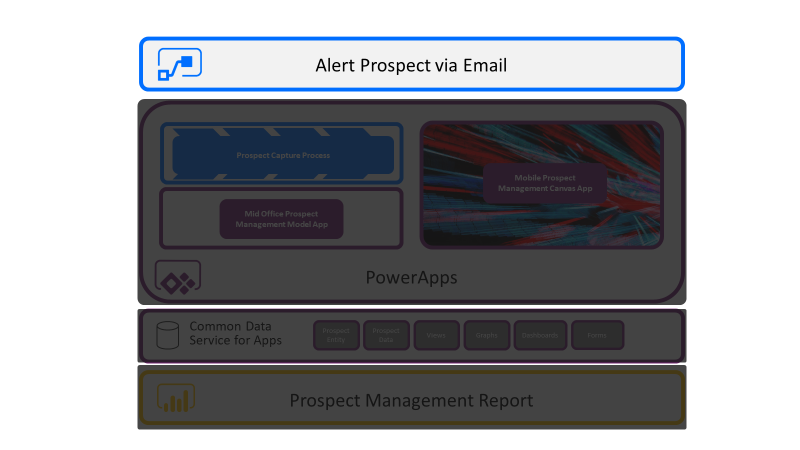 Alert Prospect via Email
Prospect Capture Process
Mobile Prospect
Management Canvas App
Mid Office Prospect
Management Model App
PowerApps
Common Data
Service for Apps
Prospect
Entity
Prospect
Data
Views
Graphs
Dashboards
Forms
Prospect Management Report